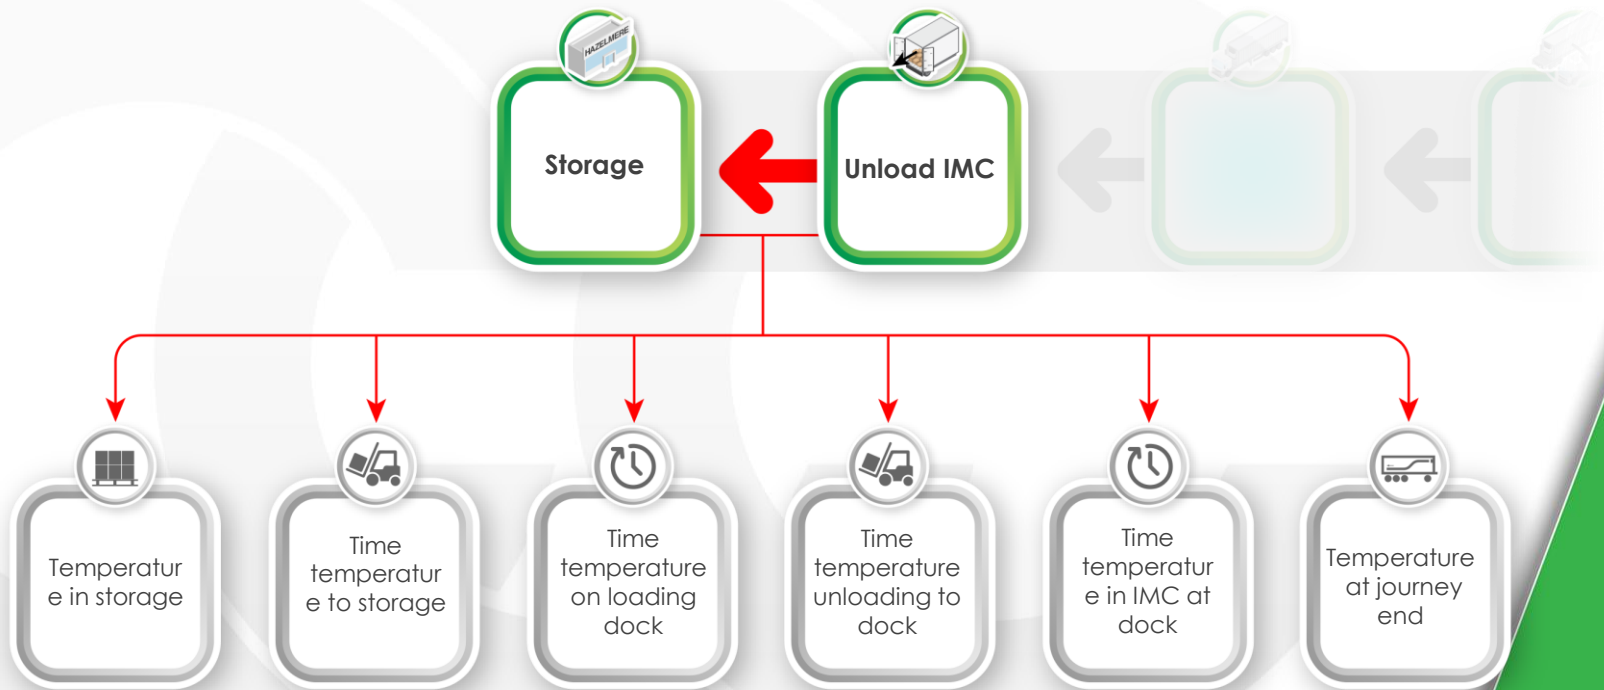 HAZELMERE
Storage
Unload IMC
Temperatur
e in storage
Time
temperatur
e to storage
Time
temperature
on loading
dock
Time
temperature
unloading to
dock
Time
temperatur
e in IMC at
dock
Temperature
at journey
end